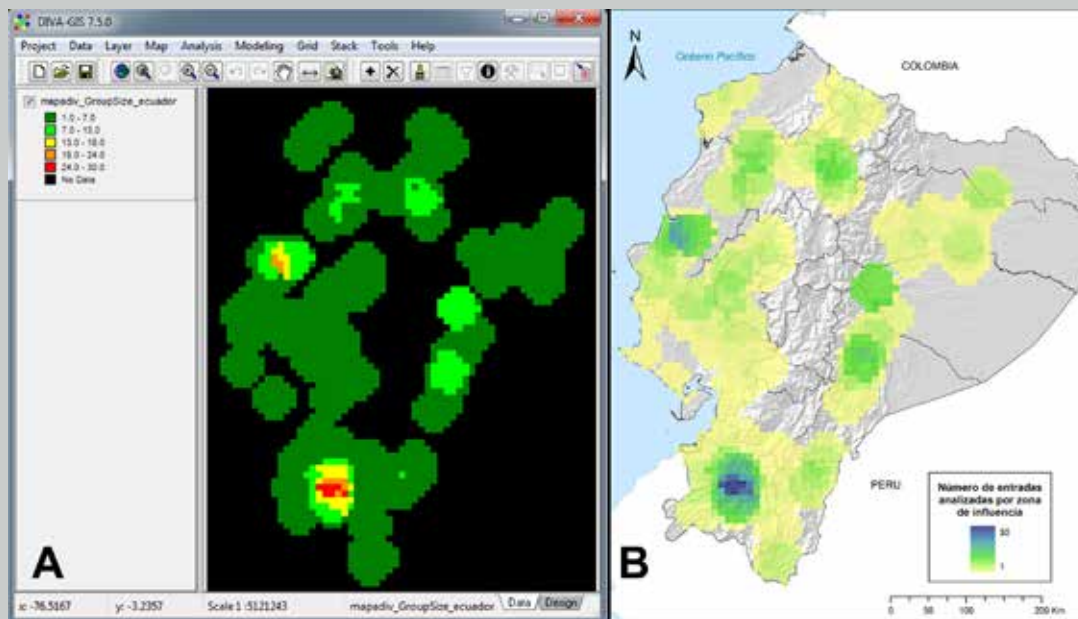 DIVA-GIS 7.5.0
Project Data Layer Map Analysis Modeling Grid Stack Tools Help
mapadiv_GroupSize_ecuador
1.0 - 7.0
7.0 - 13.0
13.0 - 18.0
18.0 - 24.0
24.0 - 30.0
No Data
A
x: -76.5167 y: -3.2357 Scale 1 :5121243 mapadiv_GroupSize_ecuador Data Design
N
Océano Pacífico
COLOMBIA
PERU
Número de entradas
analizadas por zona
de influencia
30
1
B
0 50 100 200 Km